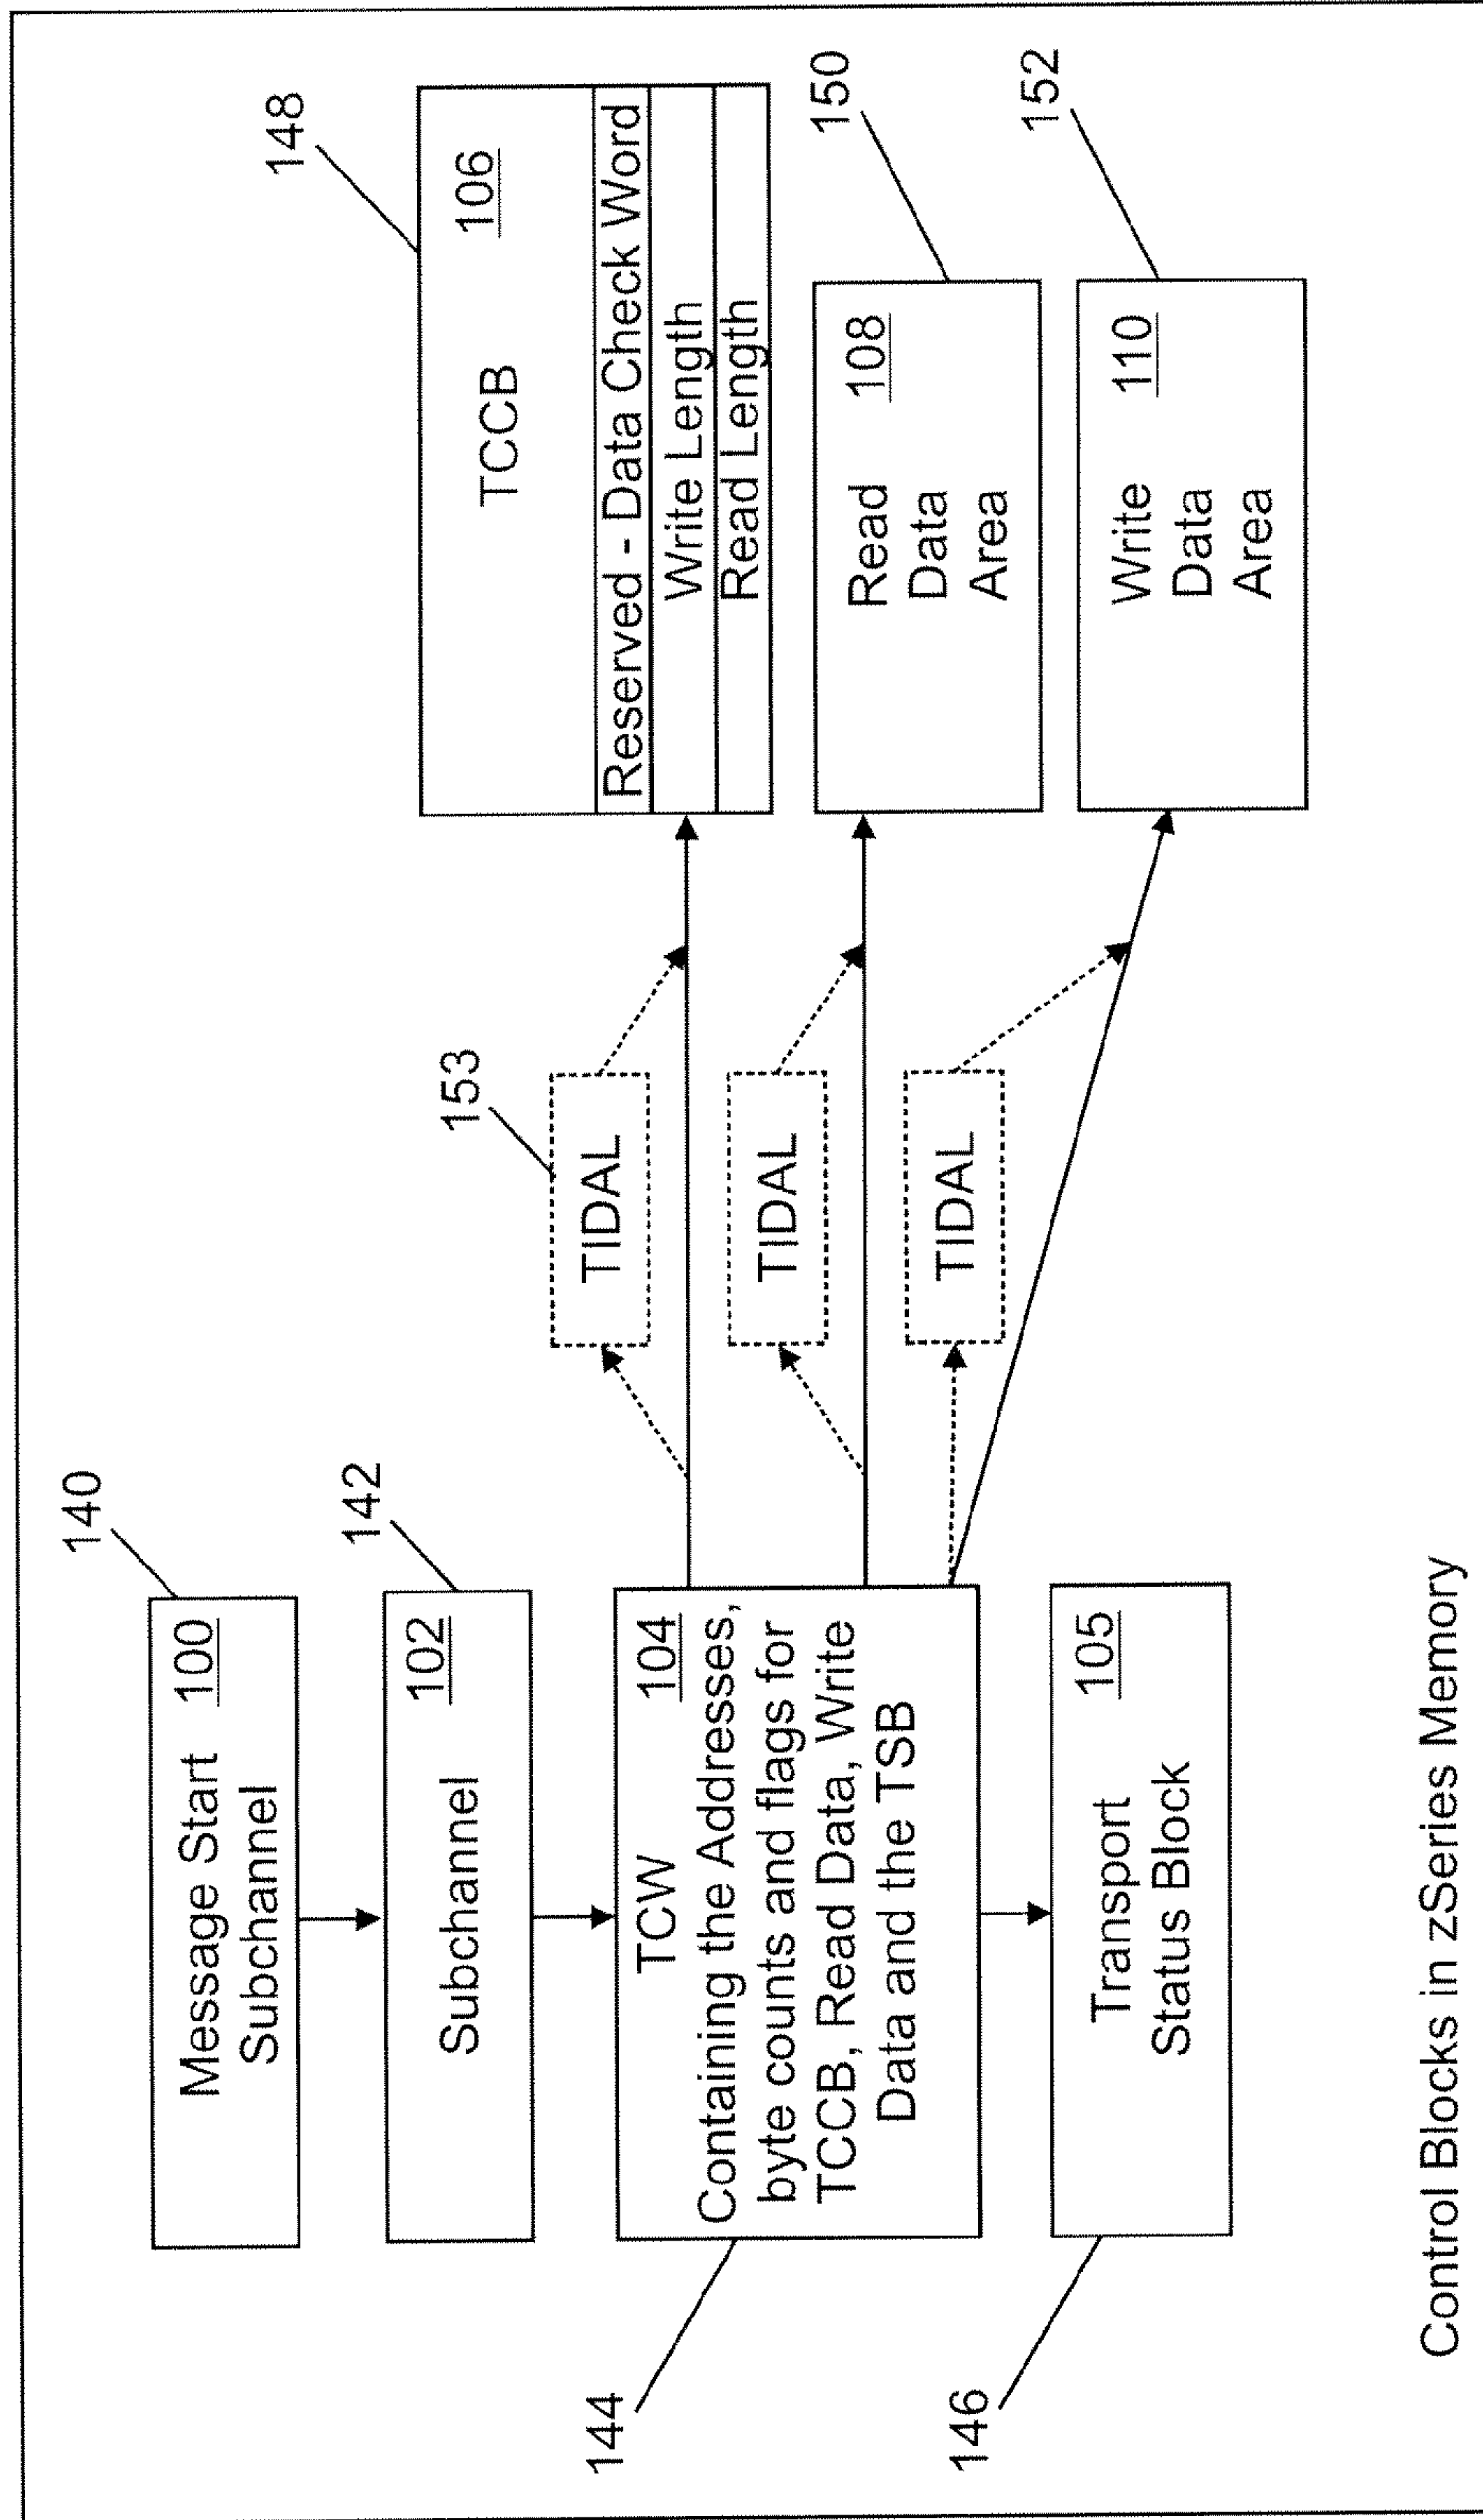 140
Message Start 100
Subchannel
142
102
Subchannel
144
TCW 104
Containing the Addresses,
byte counts and flags for
TCCB, Read Data, Write
Data and the TSB
146
105
Transport
Status Block
153
TIDAL
TIDAL
TIDAL
148
TCCB 106
Reserved - Data Check Word
Write Length
Read Length
150
Read 108
Data
Area
152
Write 110
Data
Area
Control Blocks in zSeries Memory